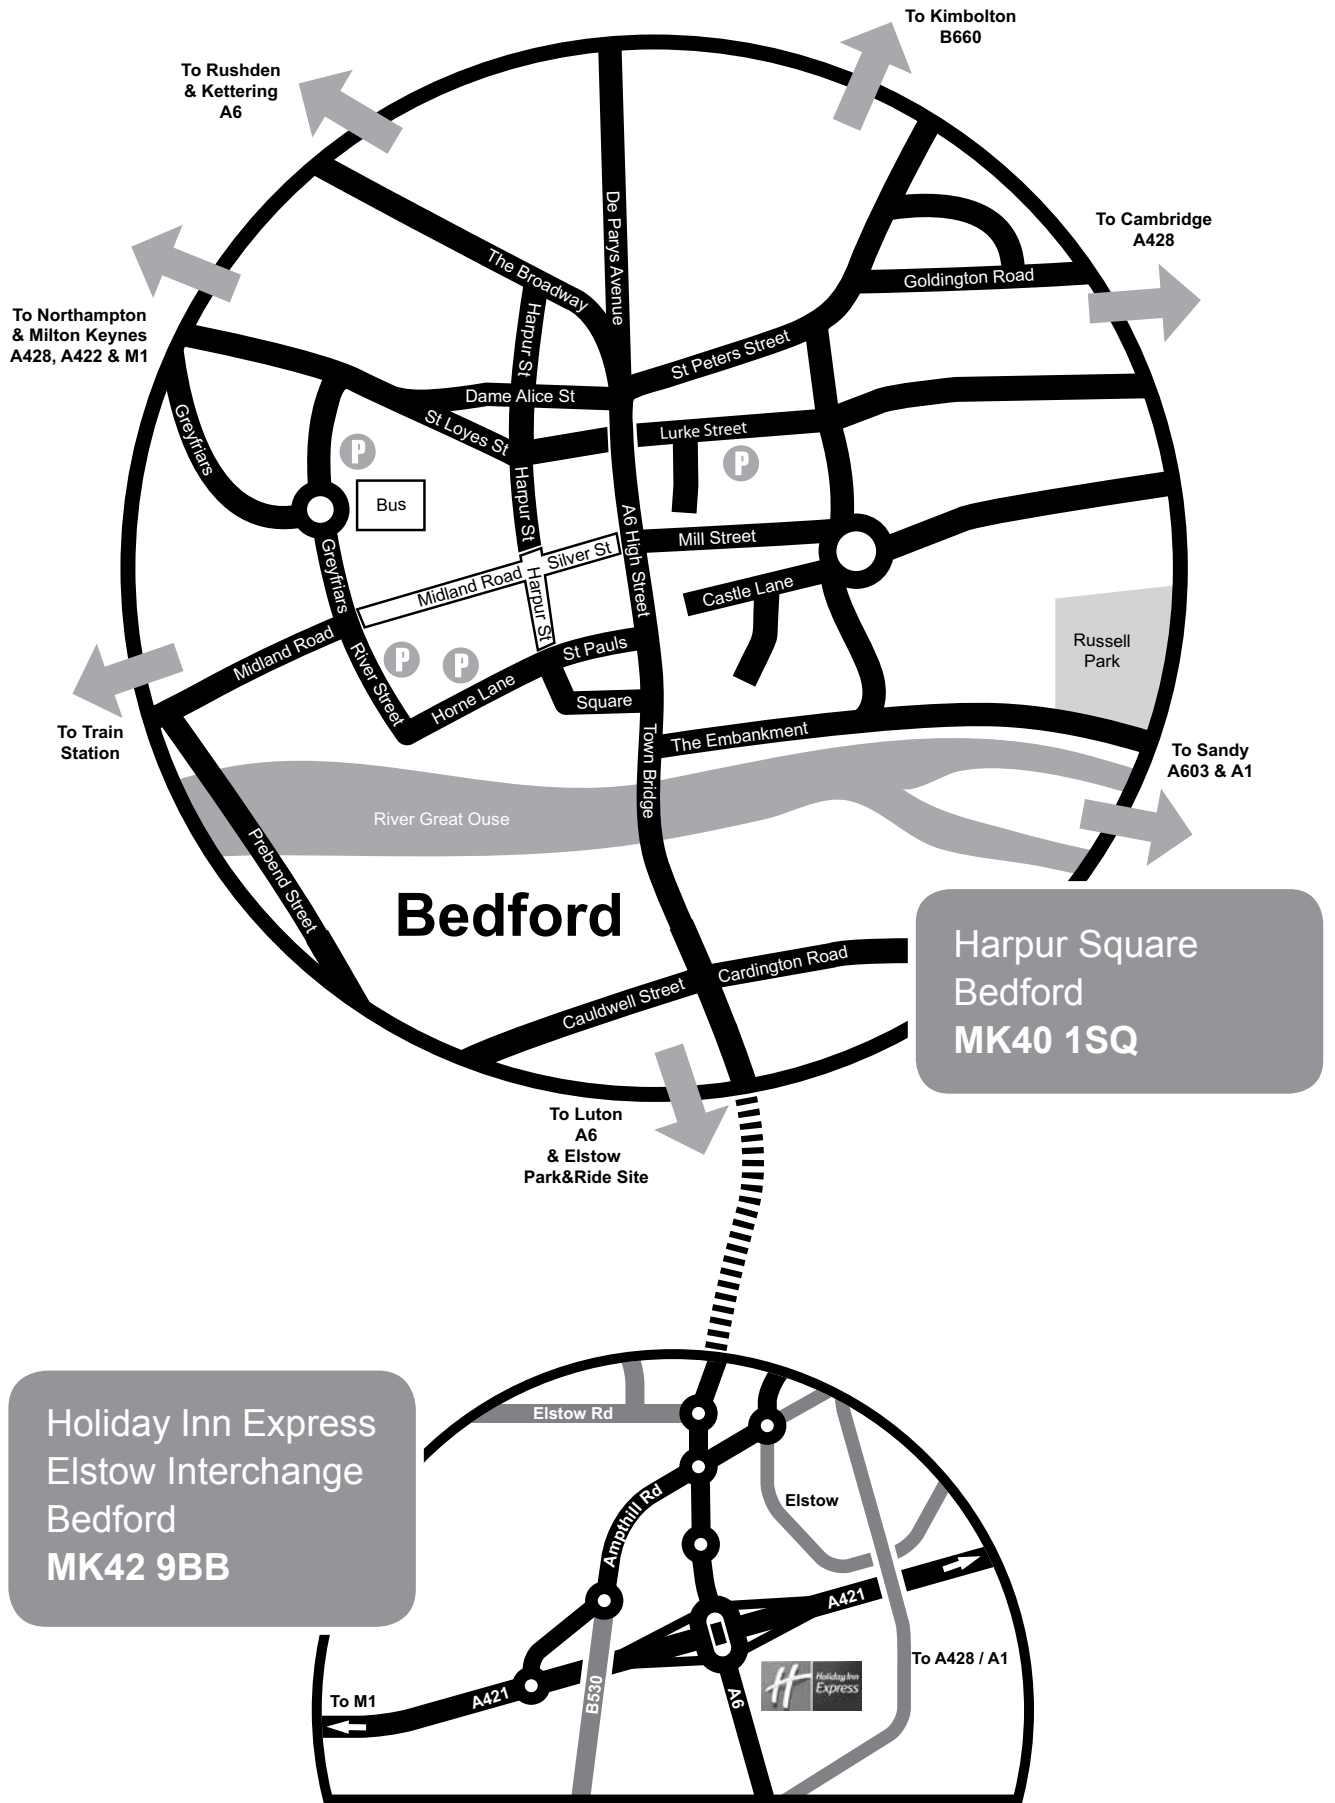 To Kimbolton
B660
To Rushden
& Kettering
A6
De Parys Avenue
To Cambridge
A428
The Broadway
Goldington Road
To Northampton
& Milton Keynes
A428, A422 & M1
Harpur St
St Peters Street
Dame Alice St
Greyfriars
St Loyes St
Lurke Street
P
P
Harpur St
Bus
A6 High Street
Mill Street
Silver St
Greyfriars
Midland Road
Castle Lane
Harpur St
Midland Road
River Street
P
P
St Pauls
Russell
Park
Horne Lane
Square
To Train
Station
Town Bridge
The Embankment
To Sandy
A603 & A1
River Great Ouse
Prebend Street
Bedford
Harpur Square
Bedford
MK40 1SQ
Cauldwell Street
Cardington Road
To Luton
A6
& Elstow
Park&Ride Site
Holiday Inn Express
Elstow Interchange
Bedford
MK42 9BB
Elstow Rd
Ampthill Rd
Elstow
A421
To A428 / A1
H
Holiday Inn
Express
To M1
A421
B530
A6